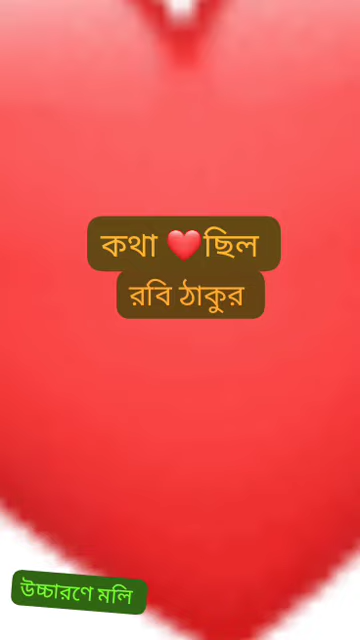 কথা ❤️ছিল
রবি ঠাকুর
উচ্চারণে মলি